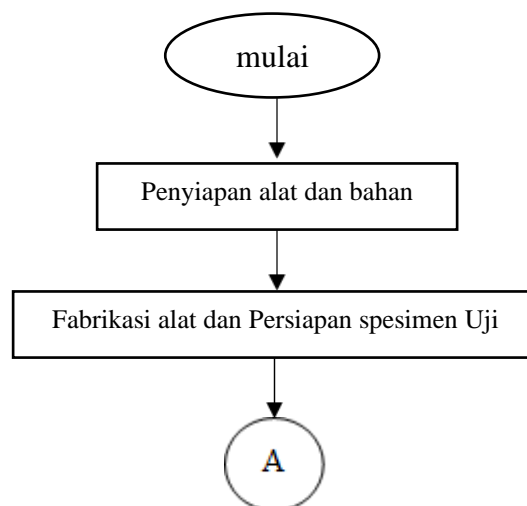 mulai
Penyiapan alat dan bahan
Fabrikasi alat dan Persiapan spesimen Uji
A